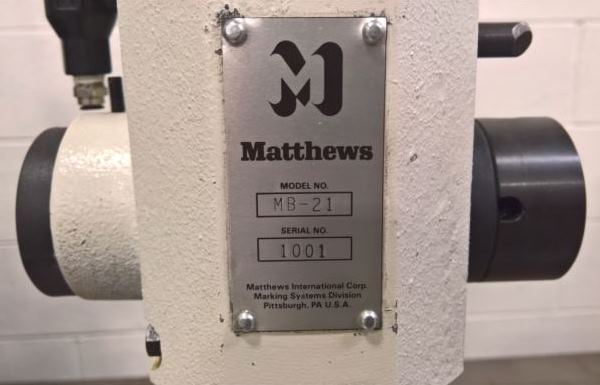 M
Matthews
MODEL NO.
MB-21
SERIAL NO.
1001
Matthews International Corp.
Marking Systems Division
Pittsburgh, PA U.S.A.